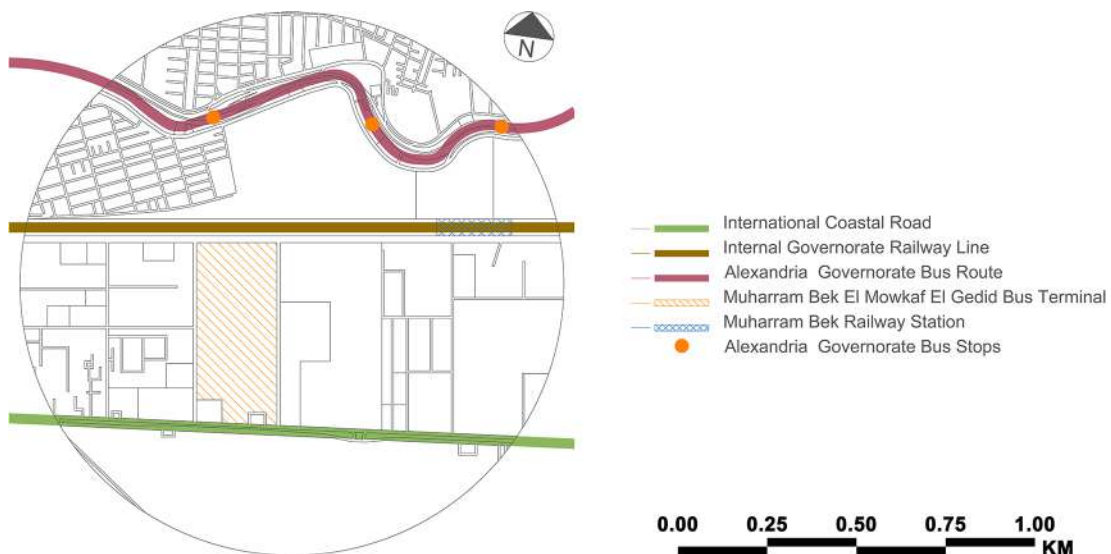 N
International Coastal Road
Internal Governorate Railway Line
Alexandria Governorate Bus Route
Muharram Bek El Mowkaf El Gedid Bus Terminal
Muharram Bek Railway Station
Alexandria Governorate Bus Stops
0.00 0.25 0.50 0.75 1.00
KM